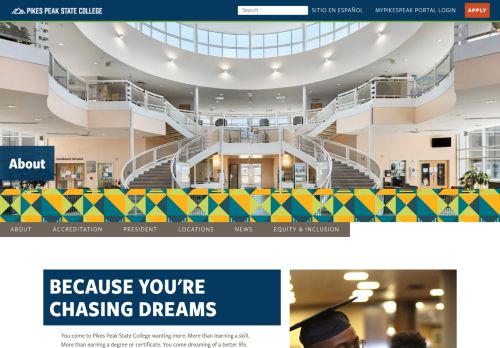 PIKES PEAK STATE COLLEGE
Search
SITIO EN ESPAÑOL
MYPIKESPEAK PORTAL LOGIN
APPLY
About
ABOUT
ACCREDITATION
PRESIDENT
LOCATIONS
NEWS
EQUITY & INCLUSION
BECAUSE YOU'RE
CHASING DREAMS
You come to Pikes Peak State College wanting more. More than learning a skill.
More than earning a degree or certificate. You come dreaming of a better life.